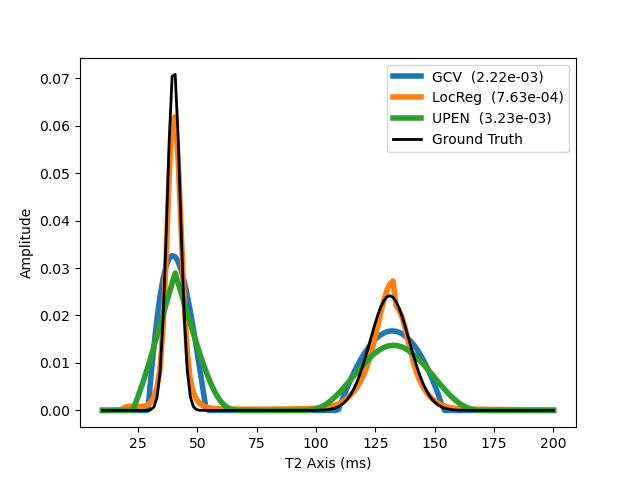 GCV (2.22e-03)
LocReg (7.63e-04)
UPEN (3.23e-03)
Ground Truth
0.07
0.06
0.05
0.04
0.03
0.02
0.01
0.00
Amplitude
25 50 75 100 125 150 175 200
T2 Axis (ms)